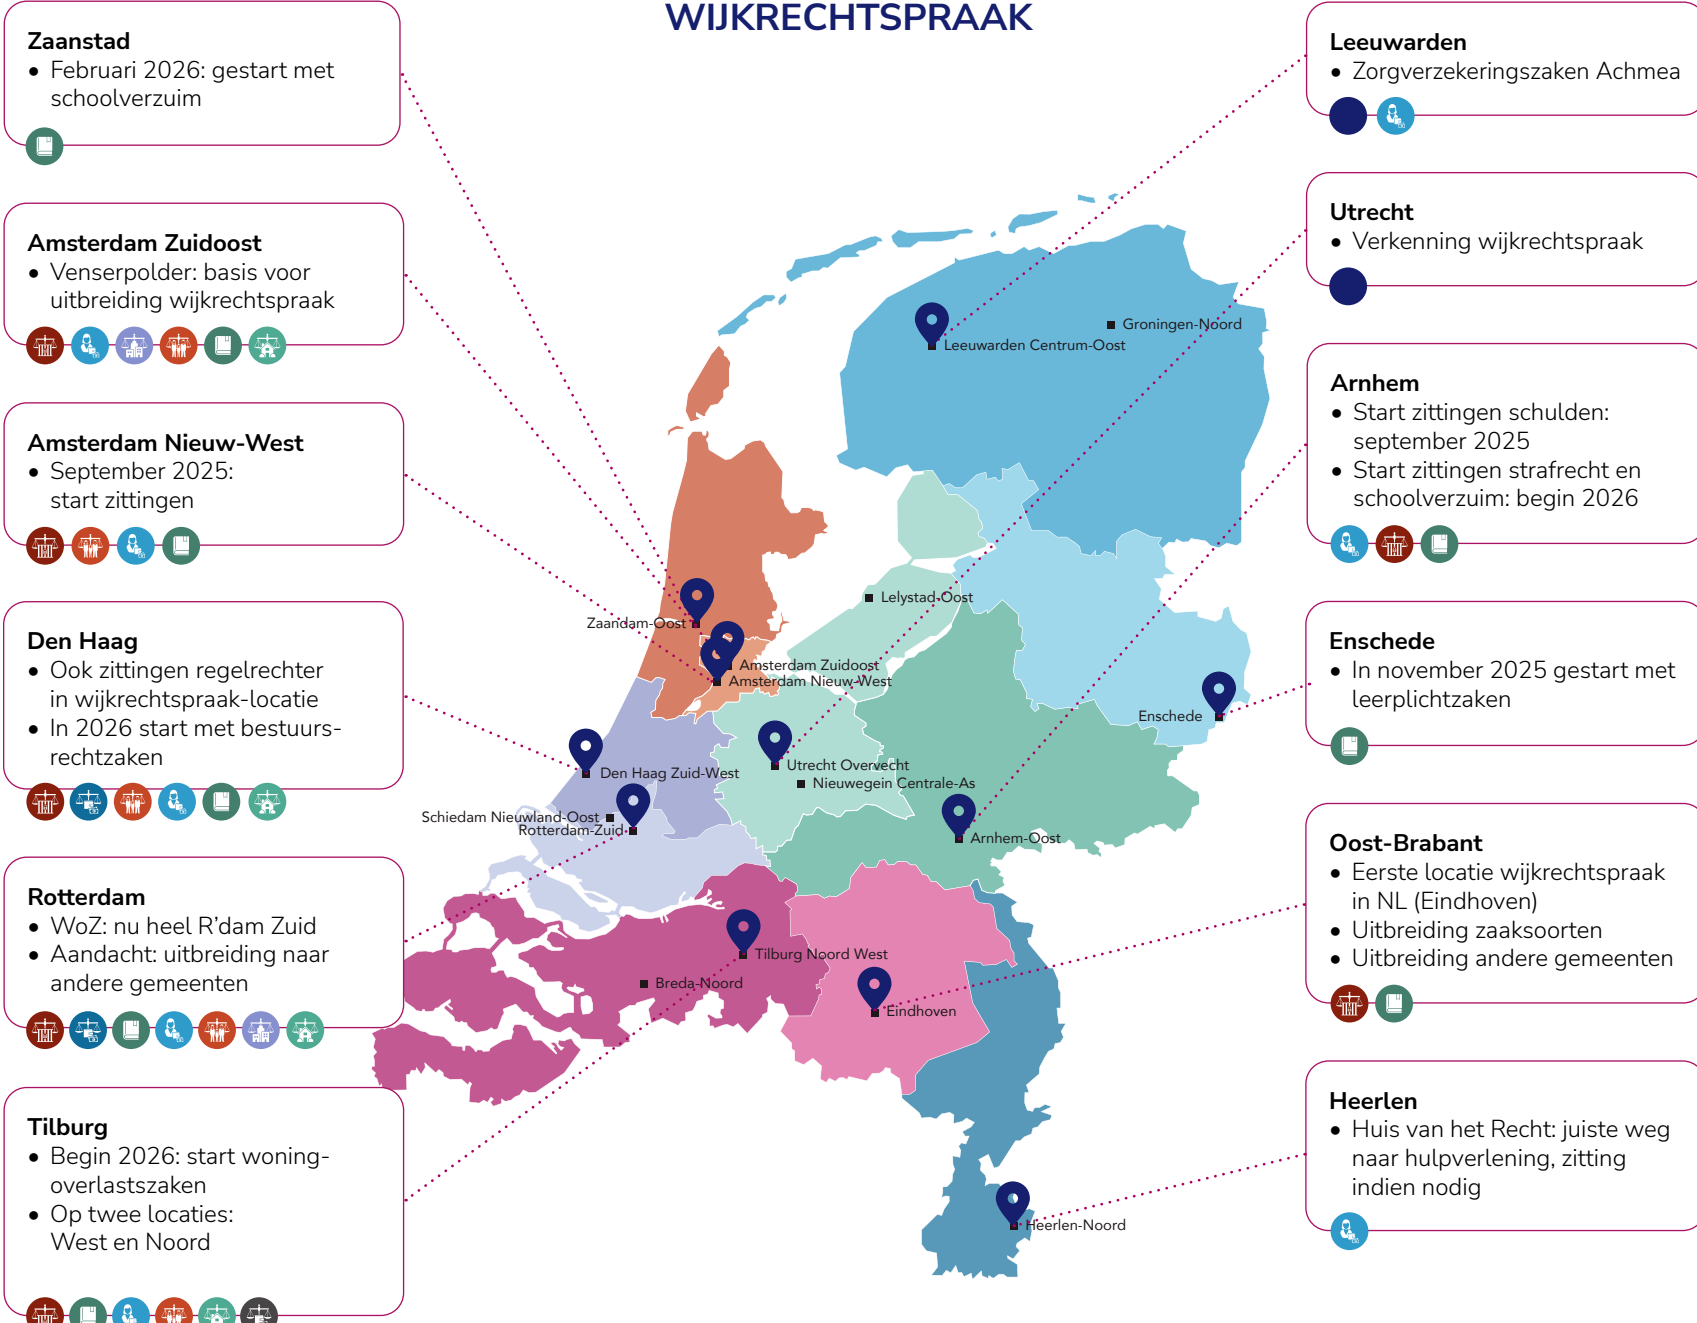 WIJKRECHTSPRAAK
Zaanstad
• Februari 2026: gestart met
schoolverzuim
Amsterdam Zuidoost
• Venserpolder: basis voor
uitbreiding wijkrechtspraak
Amsterdam Nieuw-West
• September 2025:
start zittingen
Den Haag
• Ook zittingen regelrechter
in wijkrechtspraak-locatie
• In 2026 start met bestuurs-
rechtzaken
Rotterdam
• WoZ: nu heel R’dam Zuid
• Aandacht: uitbreiding naar
andere gemeenten
Tilburg
• Begin 2026: start woning-
overlastszaken
• Op twee locaties:
West en Noord
Groningen-Noord
Leeuwarden Centrum-Oost
Lelystad-Oost
Zaandam-Oost
Amsterdam Zuidoost
Amsterdam Nieuw-West
Enschede
Utrecht Overvecht
Den Haag Zuid-West
Nieuwegein Centrale-As
Schiedam Nieuwland-Oost
Rotterdam-Zuid
Arnhem-Oost
Tilburg Noord West
Breda-Noord
Eindhoven
Heerlen-Noord
Leeuwarden
• Zorgverzekeringszaken Achmea
Utrecht
• Verkenning wijkrechtspraak
Arnhem
• Start zittingen schulden:
september 2025
• Start zittingen strafrecht en
schoolverzuim: begin 2026
Enschede
• In november 2025 gestart met
leerplichtzaken
Oost-Brabant
• Eerste locatie wijkrechtspraak
in NL (Eindhoven)
• Uitbreiding zaaksoorten
• Uitbreiding andere gemeenten
Heerlen
• Huis van het Recht: juiste weg
naar hulpverlening, zitting
indien nodig